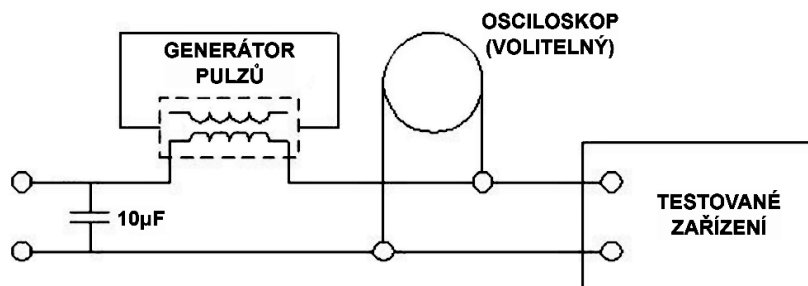 OSCILOSKOP
(VOLITELNÝ)
GENERÁTOR
PULZŮ
10µF
TESTOVANÉ
ZAŘÍZENÍ